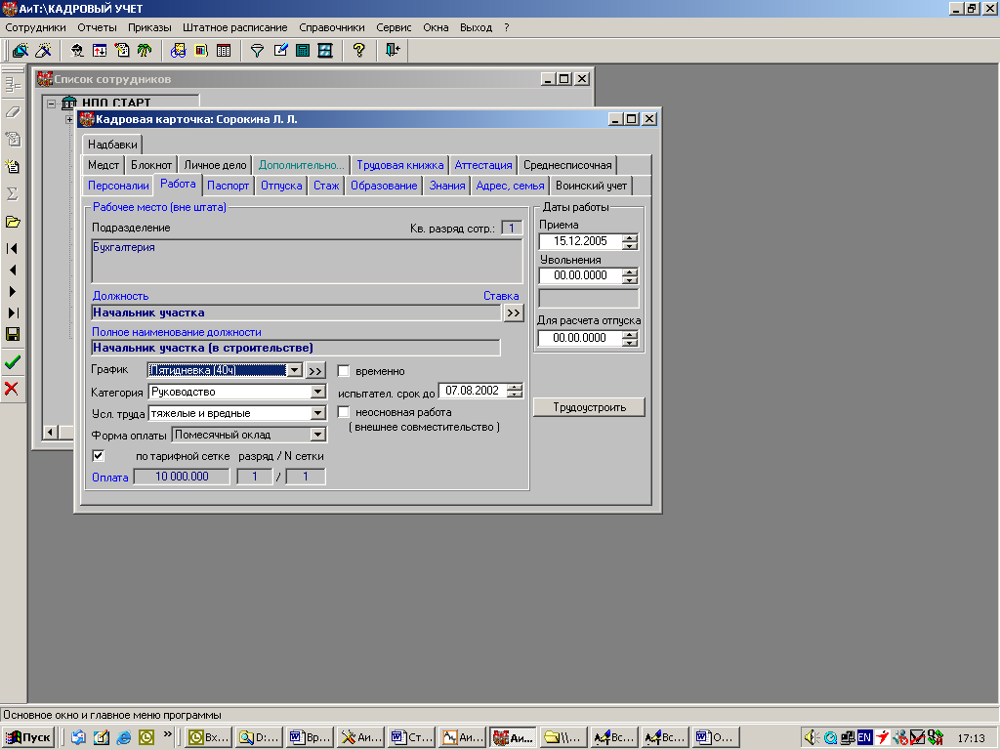 АиТ:\КАДРОВЫЙ УЧЕТ
Сотрудники Отчеты Приказы Штатное расписание Справочники Сервис Окна Выход ?
Список сотрудников
НПО СТАРТ
Кадровая карточка: Сорокина Л. Л.
Надбавки
Медст Блокнот Личное дело Дополнительно... Трудовая книжка Аттестация Среднесписочная
Персоналии Работа Паспорт Отпуска Стаж Образование Знания Адрес, семья Воинский учет
Рабочее место (вне штата) Даты работы
Подразделение Кв. разряд сотр.: 1 Приема
15.12.2005
Бухгалтерия Увольнения
00.00.0000
Должность Ставка
Начальник участка >> Для расчета отпуска
Полное наименование должности 00.00.0000
Начальник участка (в строительстве)
График Пятидневка (40ч) >> временно
Категория Руководство испытател. срок до 07.08.2002
Усл. труда тяжелые и вредные неосновная работа Трудоустроить
Форма оплаты Помесячный оклад ( внешнее совместительство )
по тарифной сетке разряд / N сетки
Оплата 10 000.000 1 / 1
Основное окно и главное меню программы
Пуск » Вх... D:... Вр... Аи... Ст... Аи... Аи... \\... Вс... Вс... О... EN 17:13